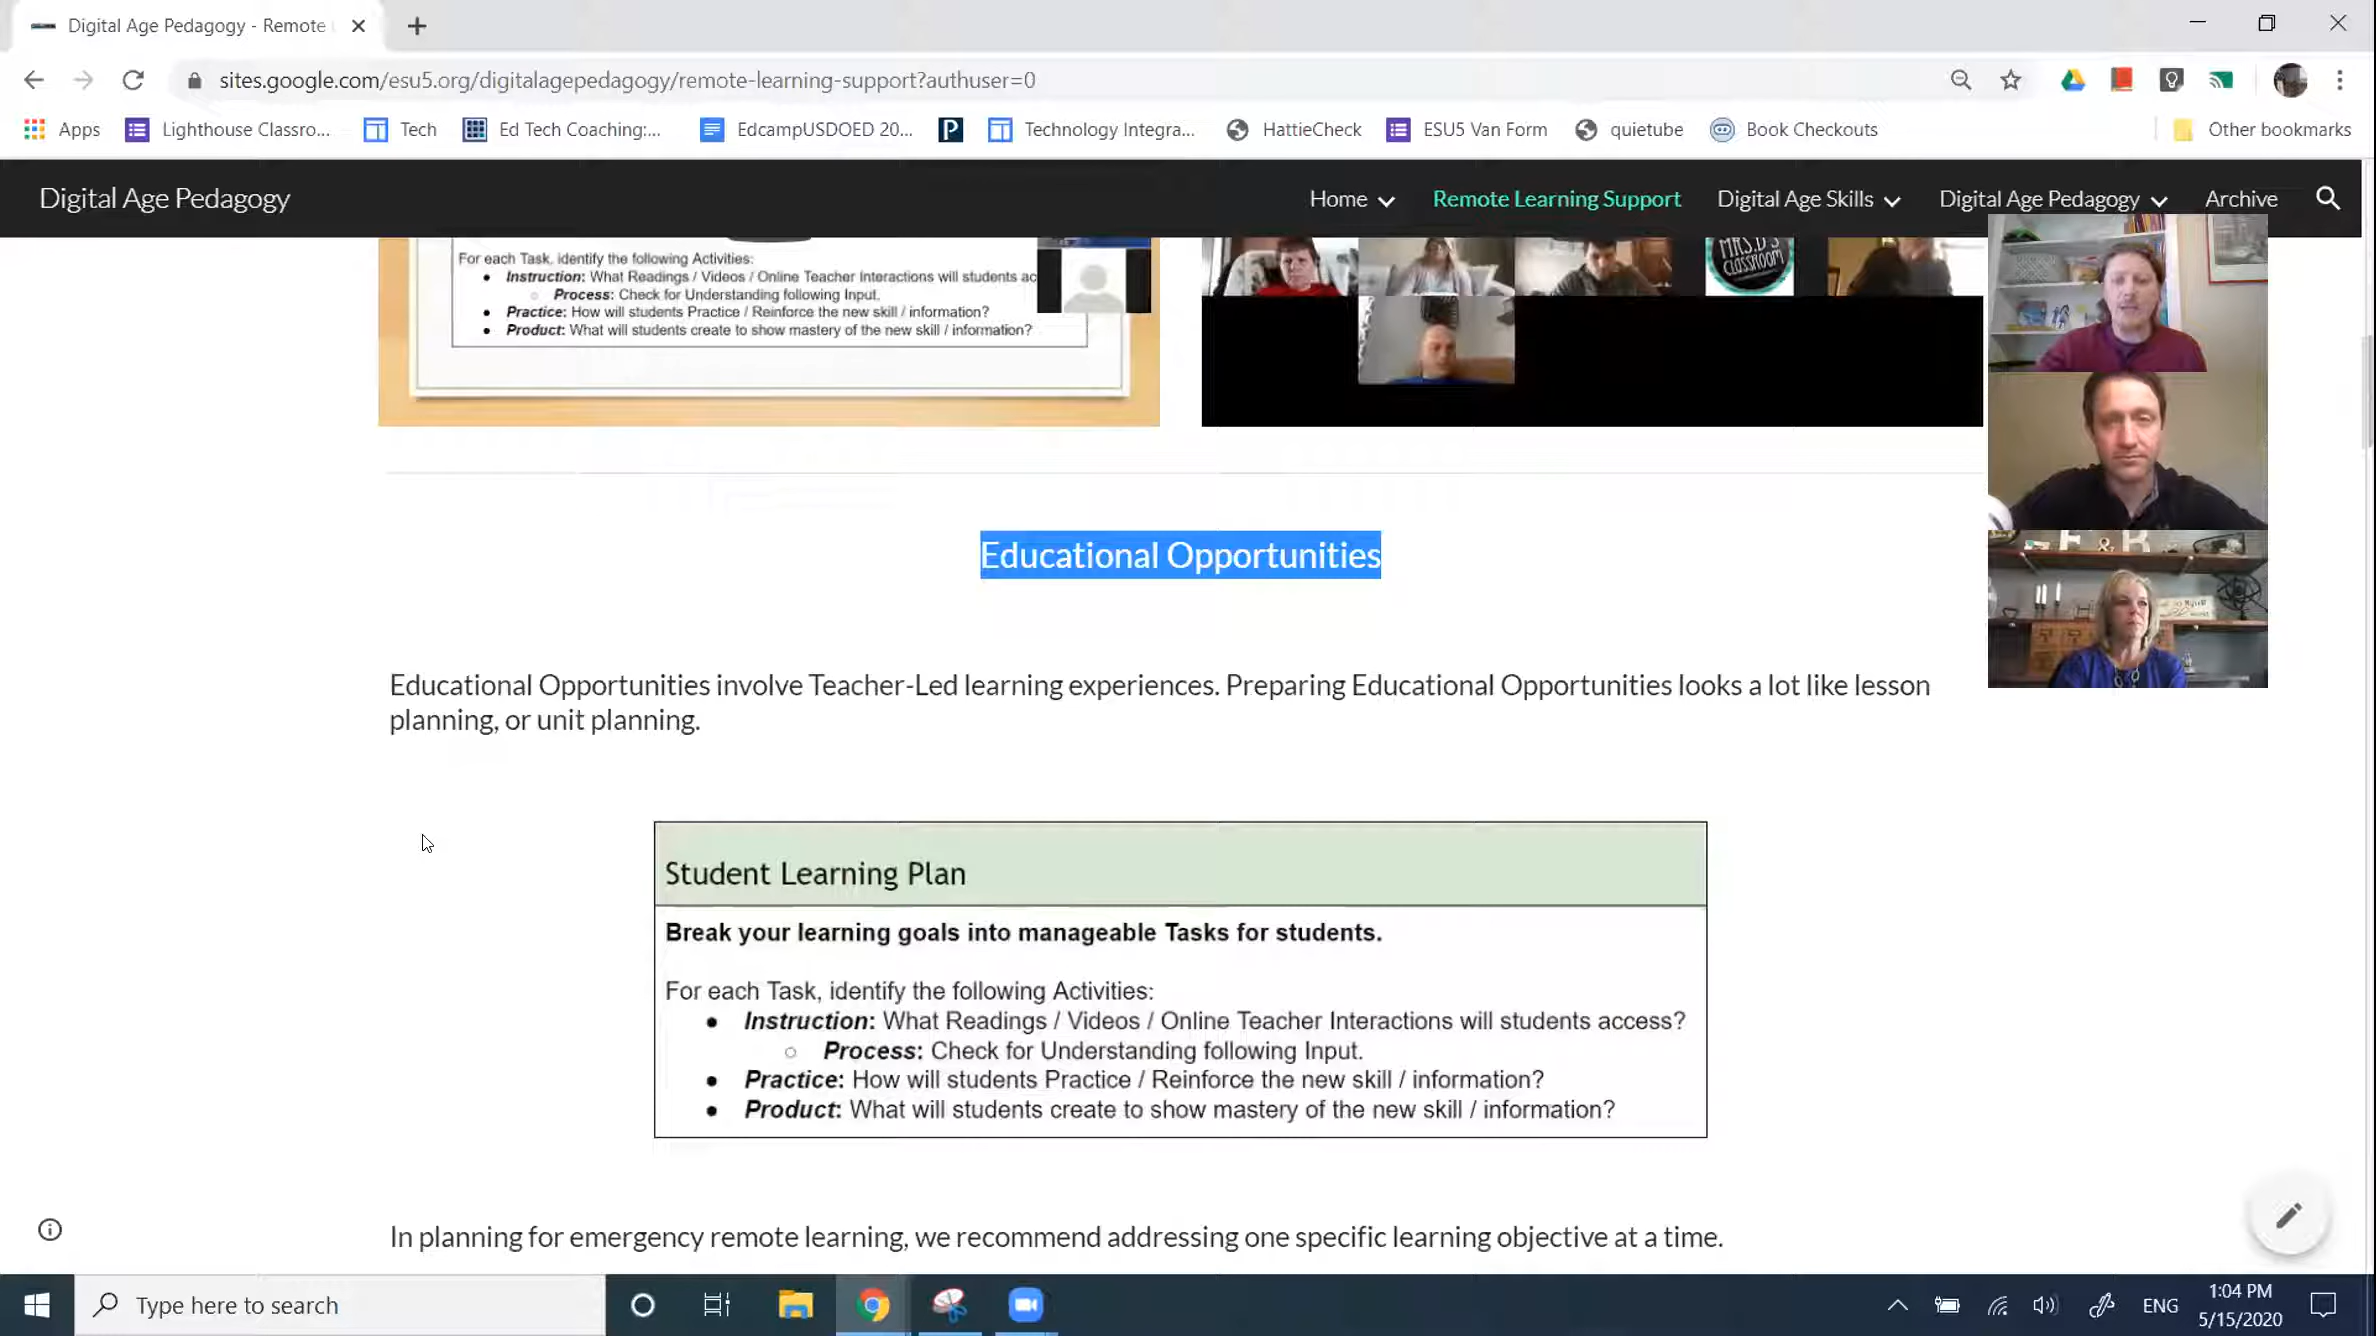 Digital Age Pedagogy - Remote
sites.google.com/esu5.org/digitalagepedagogy/remote-learning-support?authuser=0
Apps Lighthouse Classro... Tech Ed Tech Coaching:... EdcampUSDOED 20... P Technology Integra... HattieCheck ESU5 Van Form quietube Book Checkouts Other bookmarks
Digital Age Pedagogy Home Remote Learning Support Digital Age Skills Digital Age Pedagogy Archive
For each Task, identify the following Activities:
Instruction: What Readings / Videos / Online Teacher Interactions will students ac
Process: Check for Understanding following Input.
Practice: How will students Practice / Reinforce the new skill / information?
Product: What will students create to show mastery of the new skill / information?
MRS.D'S
CLASSROOM
F & R
Educational Opportunities
Educational Opportunities involve Teacher-Led learning experiences. Preparing Educational Opportunities looks a lot like lesson
planning, or unit planning.
Student Learning Plan
Break your learning goals into manageable Tasks for students.
For each Task, identify the following Activities:
Instruction: What Readings / Videos / Online Teacher Interactions will students access?
Process: Check for Understanding following Input.
Practice: How will students Practice / Reinforce the new skill / information?
Product: What will students create to show mastery of the new skill / information?
In planning for emergency remote learning, we recommend addressing one specific learning objective at a time.
Type here to search
ENG
1:04 PM
5/15/2020